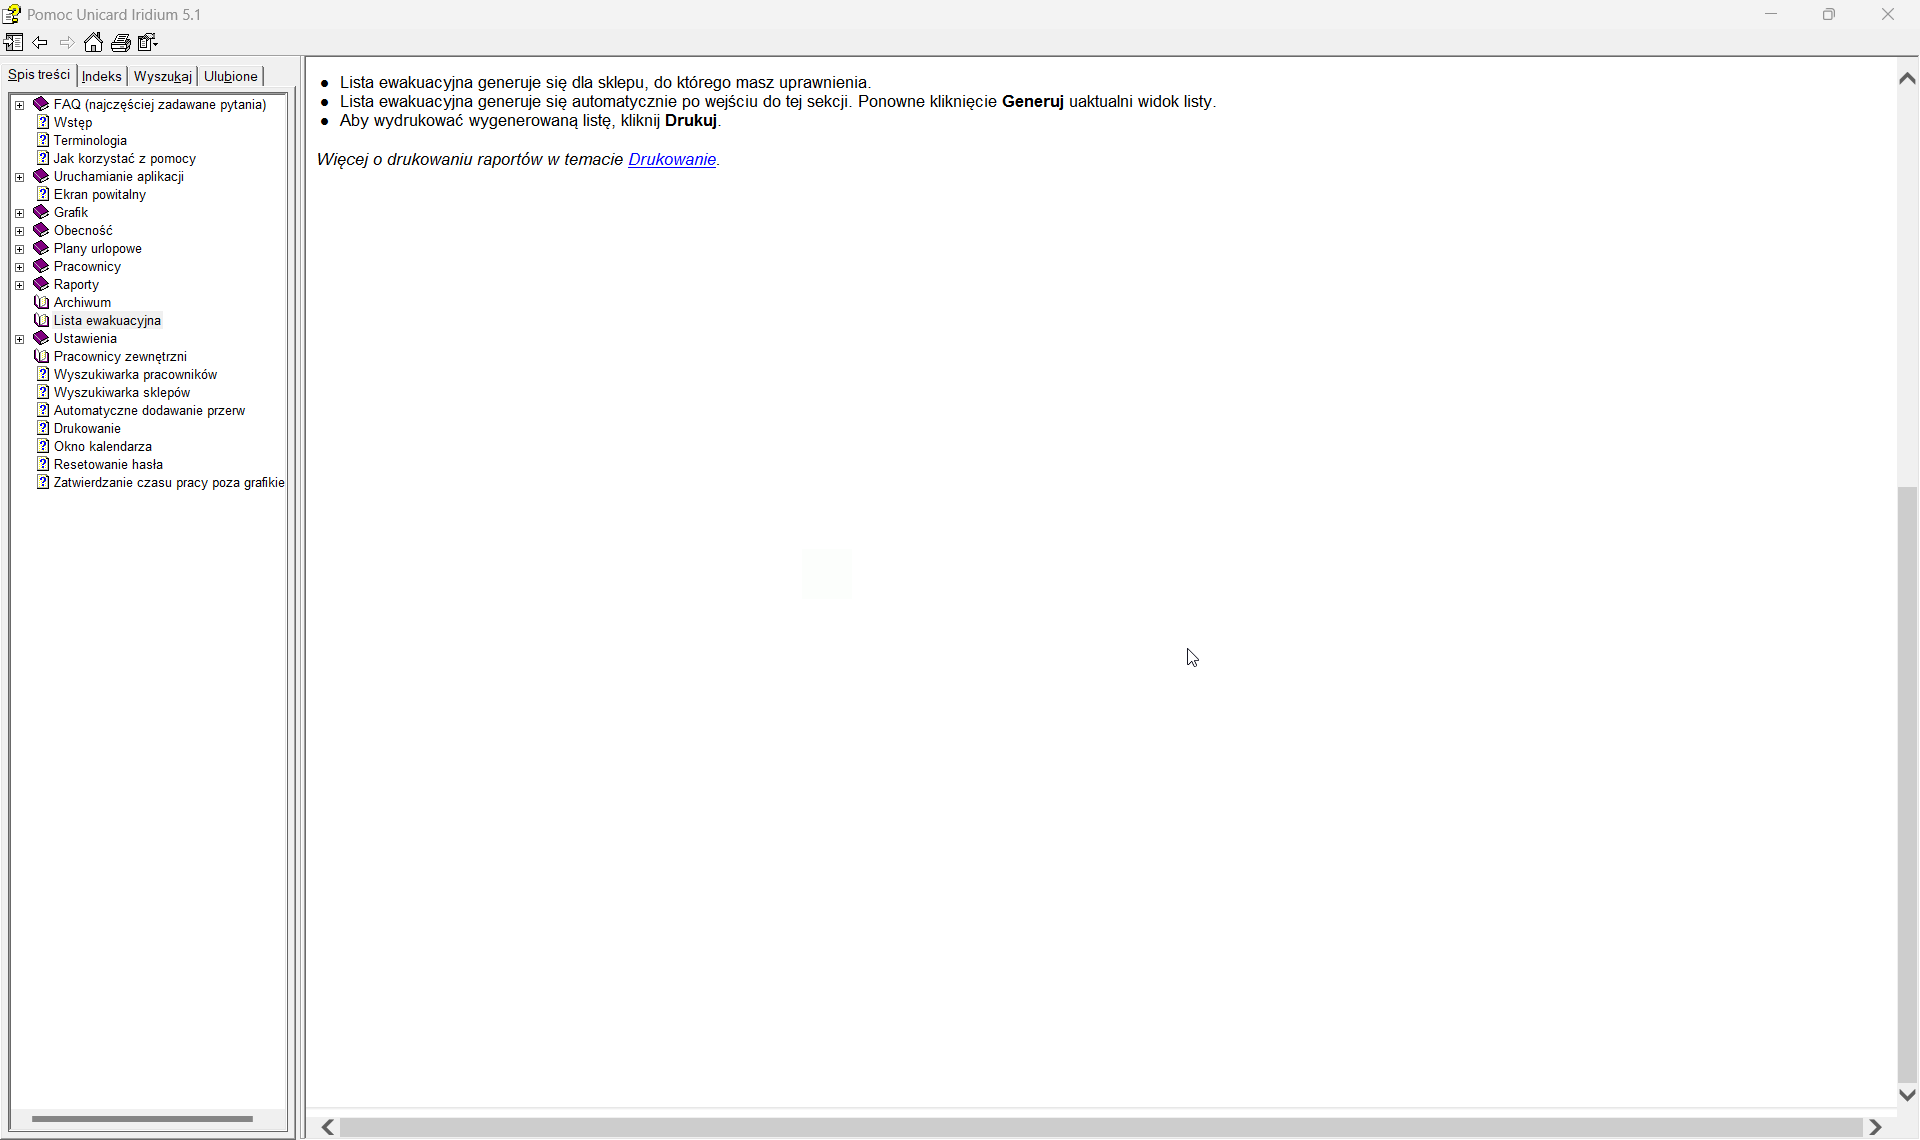 Pomoc Unicard Iridium 5.1
Spis treści Indeks Wyszukaj Ulubione
FAQ (najczęściej zadawane pytania)
Wstęp
Terminologia
Jak korzystać z pomocy
Uruchamianie aplikacji
Ekran powitalny
Grafik
Obecność
Plany urlopowe
Pracownicy
Raporty
Archiwum
Lista ewakuacyjna
Ustawienia
Pracownicy zewnętrzni
Wyszukiwarka pracowników
Wyszukiwarka sklepów
Automatyczne dodawanie przerw
Drukowanie
Okno kalendarza
Resetowanie hasła
Zatwierdzanie czasu pracy poza grafikie
• Lista ewakuacyjna generuje się dla sklepu, do którego masz uprawnienia.
• Lista ewakuacyjna generuje się automatycznie po wejściu do tej sekcji. Ponowne kliknięcie Generuj uaktualni widok listy.
• Aby wydrukować wygenerowaną listę, kliknij Drukuj.
Więcej o drukowaniu raportów w temacie Drukowanie.